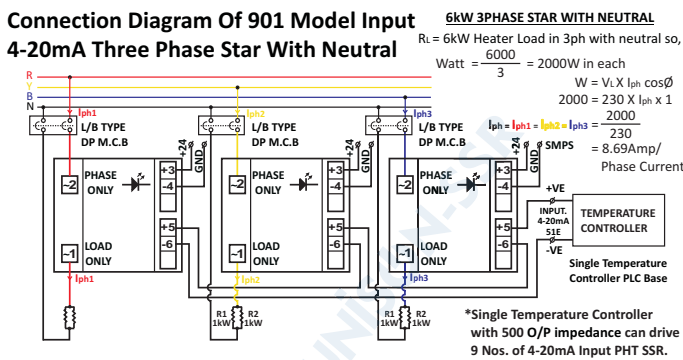 Connection Diagram Of 901 Model Input
4-20mA Three Phase Star With Neutral
6kW 3PHASE STAR WITH NEUTRAL
RL = 6kW Heater Load in 3ph with neutral so,
Watt = 6000
3
= 2000W in each
W = VL X Iph cosØ
2000 = 230 X Iph x 1
Iph = Iph1 = Iph2 = Iph3 = 2000
230
= 8.69Amp/
Phase Current
R
Y
B
N
Iph1
Iph2
Iph3
L/B TYPE
DP M.C.B
L/B TYPE
DP M.C.B
L/B TYPE
DP M.C.B
+24
GND
+24
GND
+24
GND
SMPS
~2
PHASE
ONLY
+3
-4
~2
PHASE
ONLY
+3
-4
~2
PHASE
ONLY
+3
-4
+5
-6
+5
-6
+5
-6
~1
LOAD
ONLY
~1
LOAD
ONLY
~1
LOAD
ONLY
+VE
INPUT.
4-20mA
51E
-VE
TEMPERATURE
CONTROLLER
Single Temperature
Controller PLC Base
Iph1
Iph2
Iph3
R1
1kW
R2
1kW
R1
1kW
R2
1kW
*Single Temperature Controller
with 500 O/P impedance can drive
9 Nos. of 4-20mA Input PHT SSR.